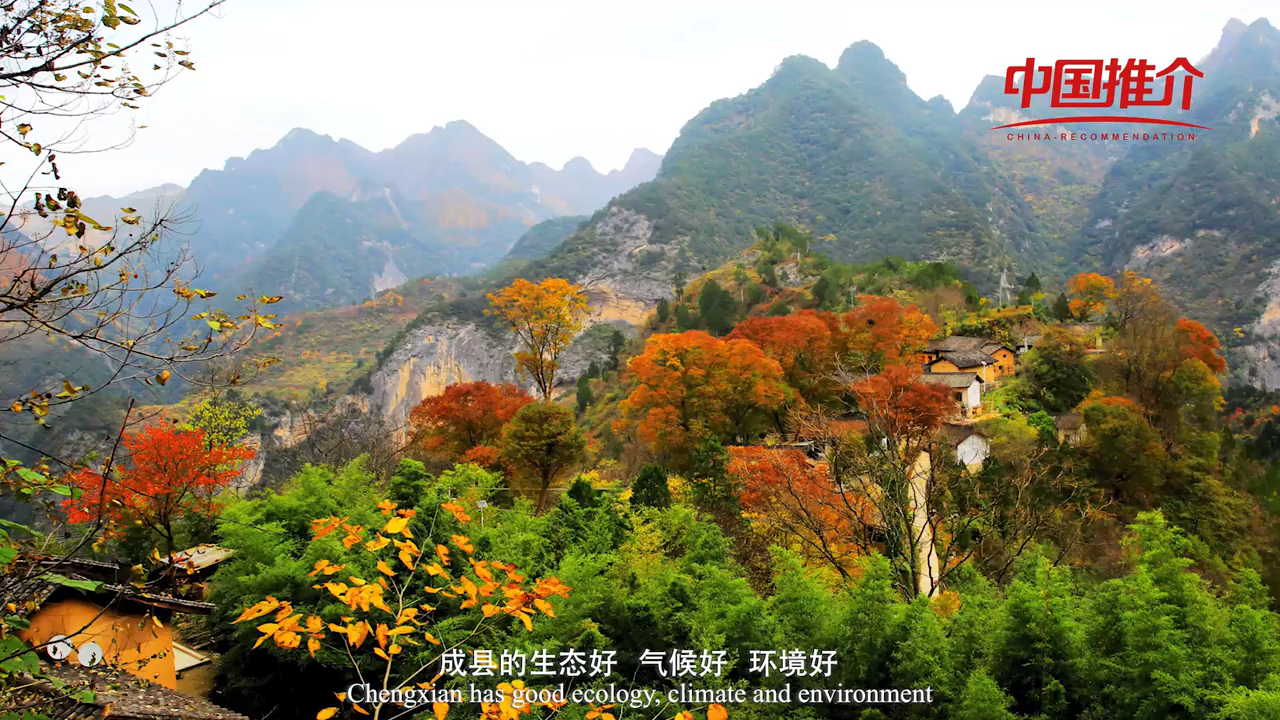 中国推介
CHINA-RECOMMENDATION
成县的生态好 气候好 环境好
Chengxian has good ecology, climate and environment